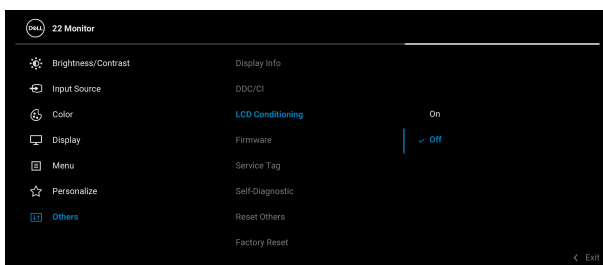 DELL 22 Monitor
Brightness/Contrast Display Info
Input Source DDC/CI
Color LCD Conditioning On
Display Firmware Off
Menu Service Tag
Personalize Self-Diagnostic
Others Reset Others
Factory Reset
Exit